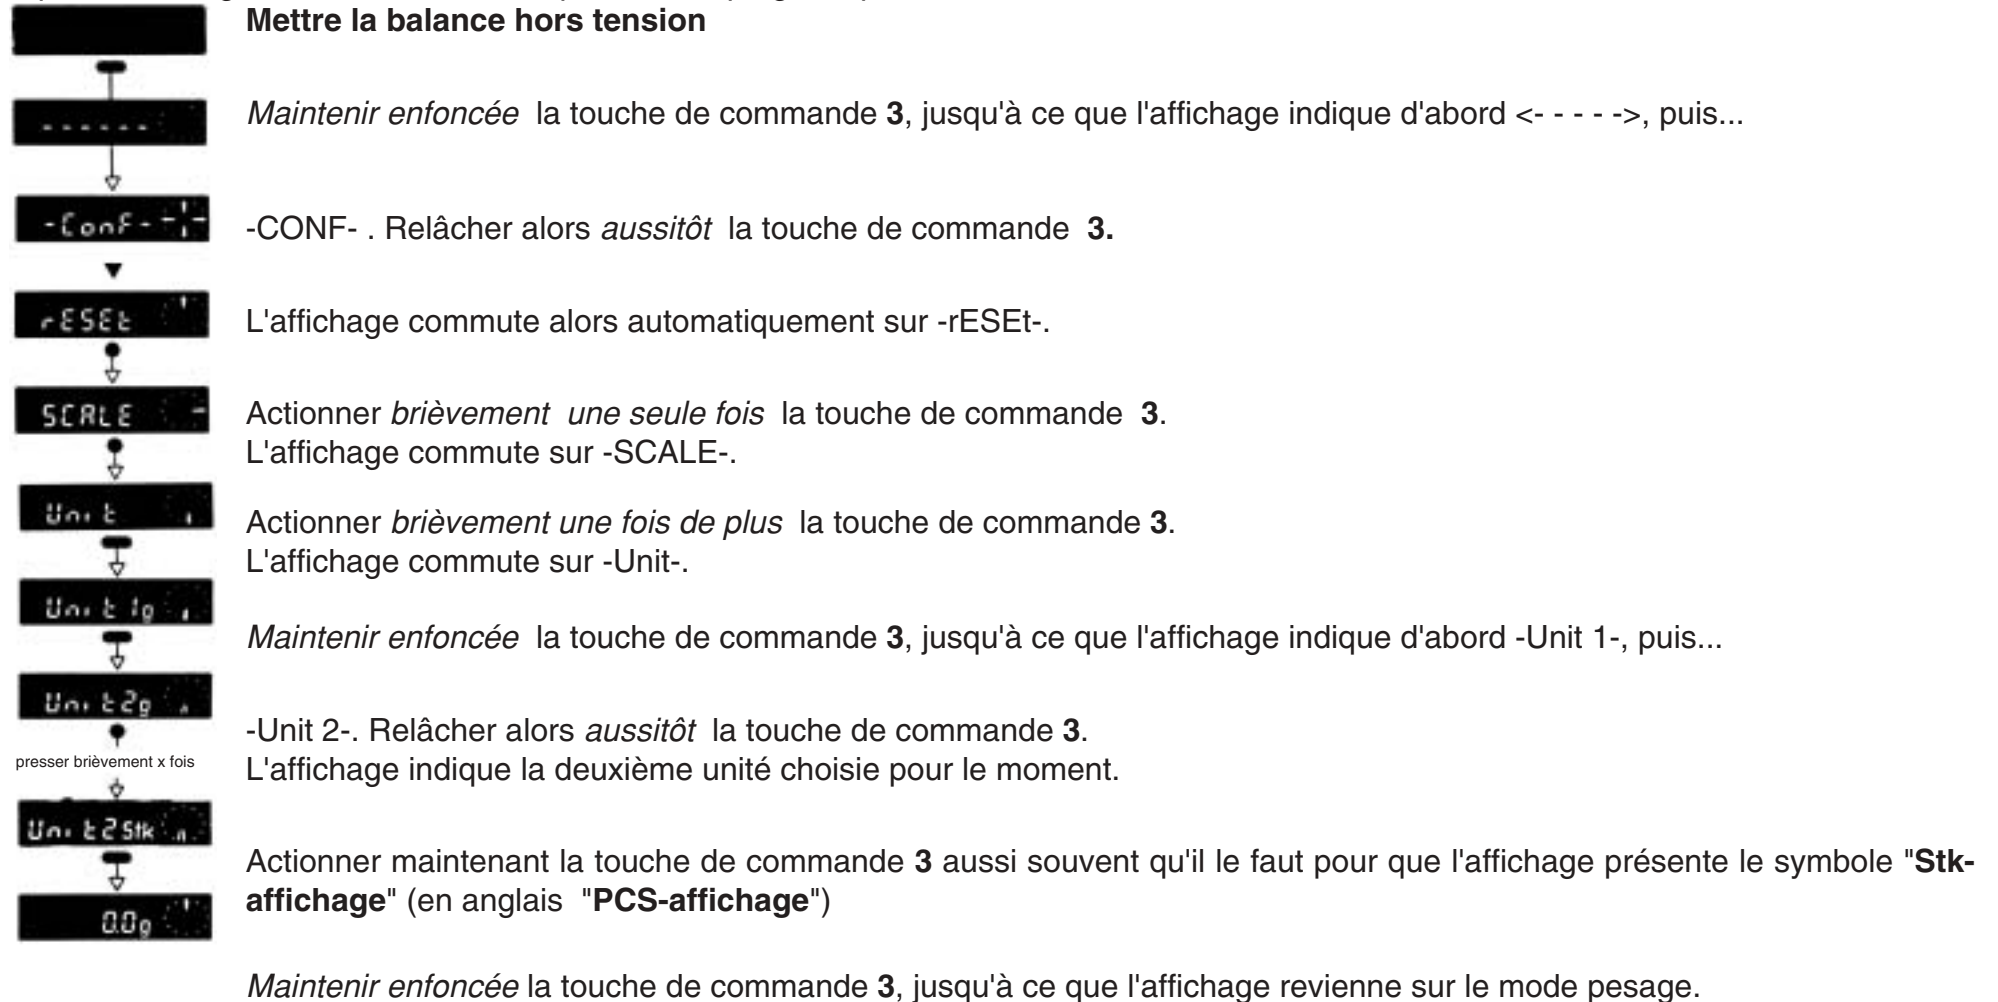 Mettre la balance hors tension
- - - - - -
Maintenir enfoncée la touche de commande 3, jusqu'à ce que l'affichage indique d'abord <- - - - ->, puis...
-ConF-
-CONF- . Relâcher alors aussitôt la touche de commande 3.
rESEt
L'affichage commute alors automatiquement sur -rESEt-.
SCALE
Actionner brièvement une seule fois la touche de commande 3.
L'affichage commute sur -SCALE-.
Unit
Actionner brièvement une fois de plus la touche de commande 3.
L'affichage commute sur -Unit-.
Unit 1g
Maintenir enfoncée la touche de commande 3, jusqu'à ce que l'affichage indique d'abord -Unit 1-, puis...
Unit2g
-Unit 2-. Relâcher alors aussitôt la touche de commande 3.
presser brièvement x fois
L'affichage indique la deuxième unité choisie pour le moment.
Unit2Stk
Actionner maintenant la touche de commande 3 aussi souvent qu'il le faut pour que l'affichage présente le symbole "Stk-
affichage" (en anglais "PCS-affichage")
0.0g
Maintenir enfoncée la touche de commande 3, jusqu'à ce que l'affichage revienne sur le mode pesage.